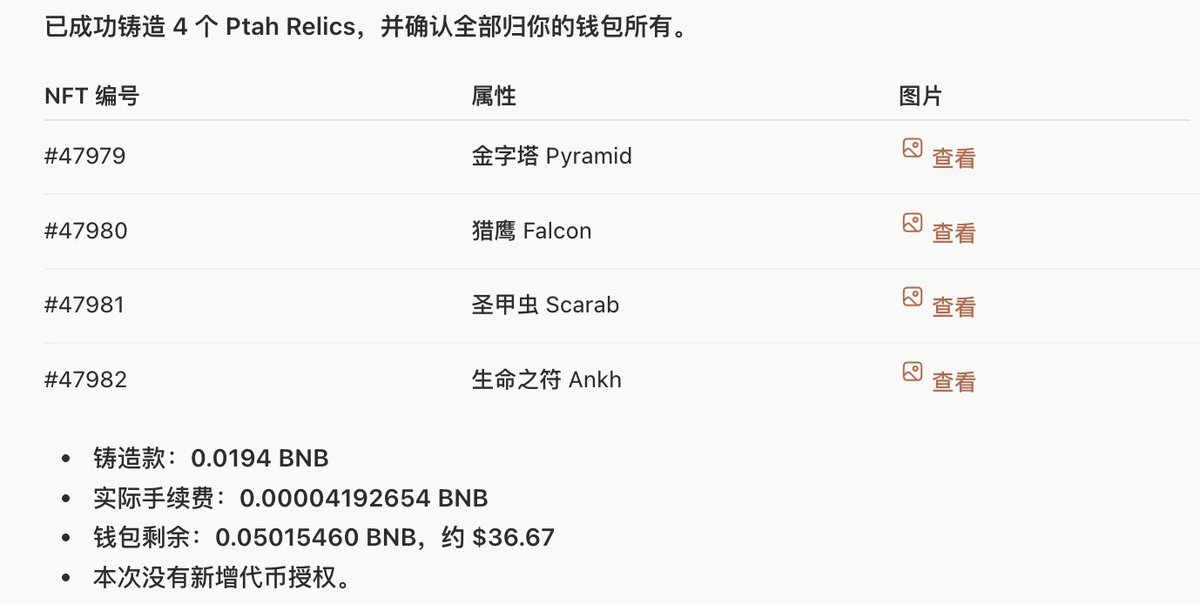 已成功铸造 4 个 Ptah Relics，并确认全部归你的钱包所有。
NFT 编号 属性 图片
#47979 金字塔 Pyramid 查看
#47980 猎鹰 Falcon 查看
#47981 圣甲虫 Scarab 查看
#47982 生命之符 Ankh 查看
• 铸造款：0.0194 BNB
• 实际手续费：0.00004192654 BNB
• 钱包剩余：0.05015460 BNB，约 $36.67
• 本次没有新增代币授权。